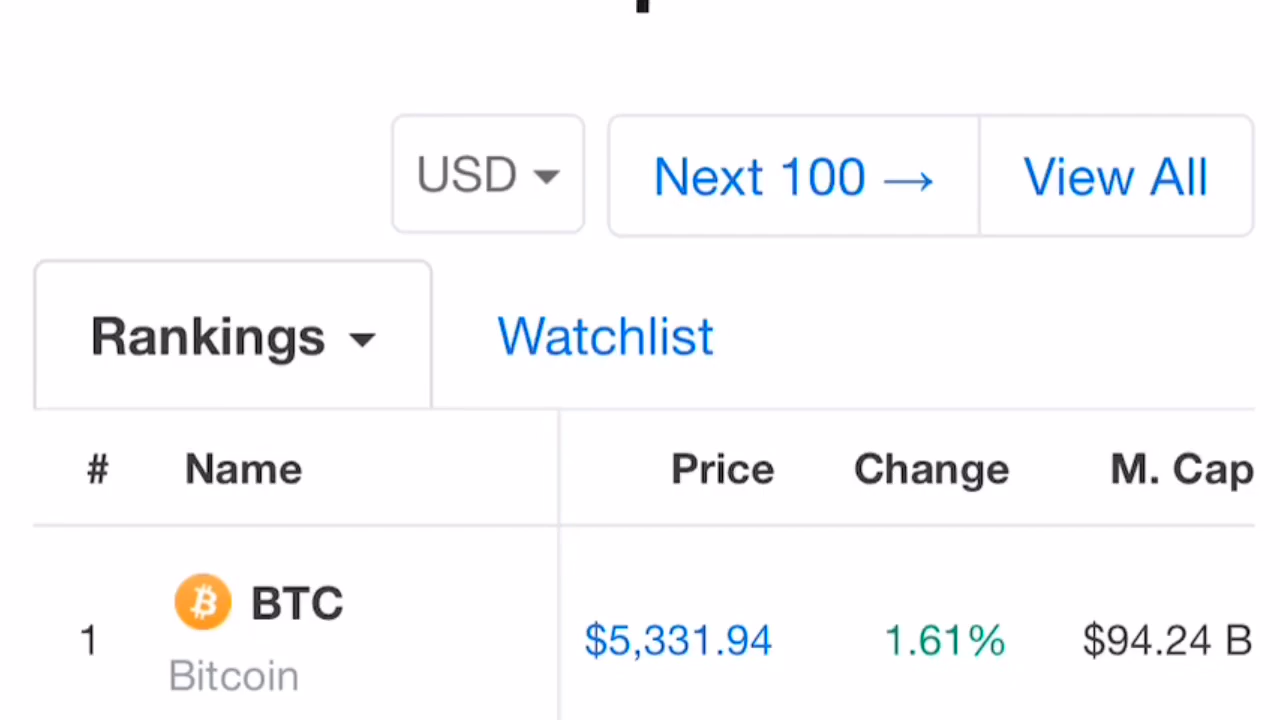 USD Next 100 → View All
Rankings Watchlist
# Name Price Change M. Cap
BTC
1 $5,331.94 1.61% $94.24 B
Bitcoin